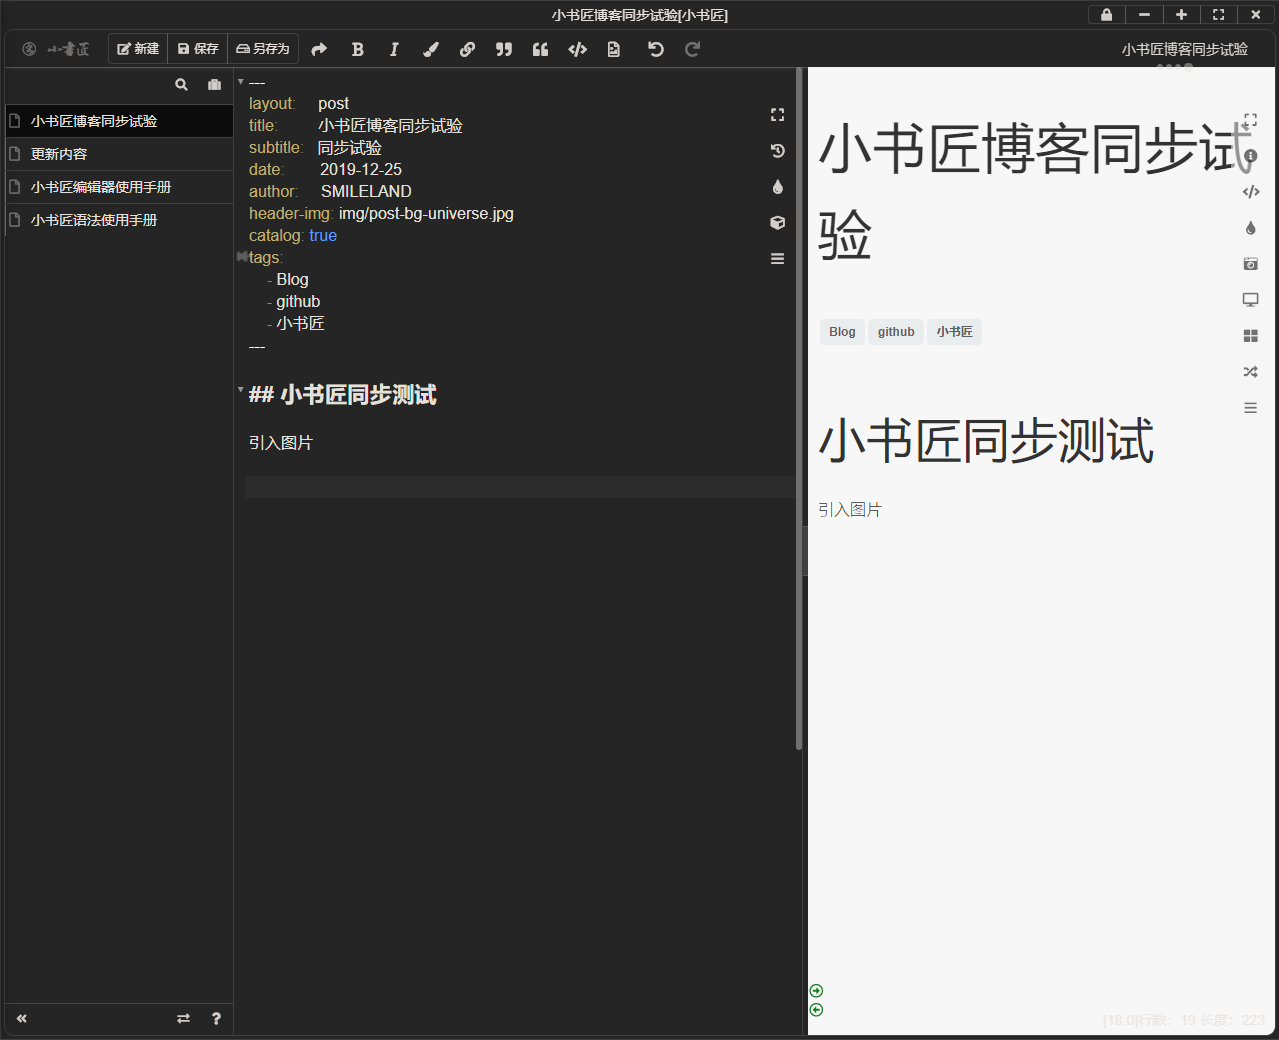 小书匠博客同步试验[小书匠]
小书匠
新建 保存 另存为
小书匠博客同步试验
小书匠博客同步试验
更新内容
小书匠编辑器使用手册
小书匠语法使用手册
---
layout: post
title: 小书匠博客同步试验
subtitle: 同步试验
date: 2019-12-25
author: SMILELAND
header-img: img/post-bg-universe.jpg
catalog: true
tags:
- Blog
- github
- 小书匠
---
## 小书匠同步测试
引入图片
小书匠博客同步试
验
Blog github 小书匠
小书匠同步测试
引入图片
[18:0]行数：19 长度：223